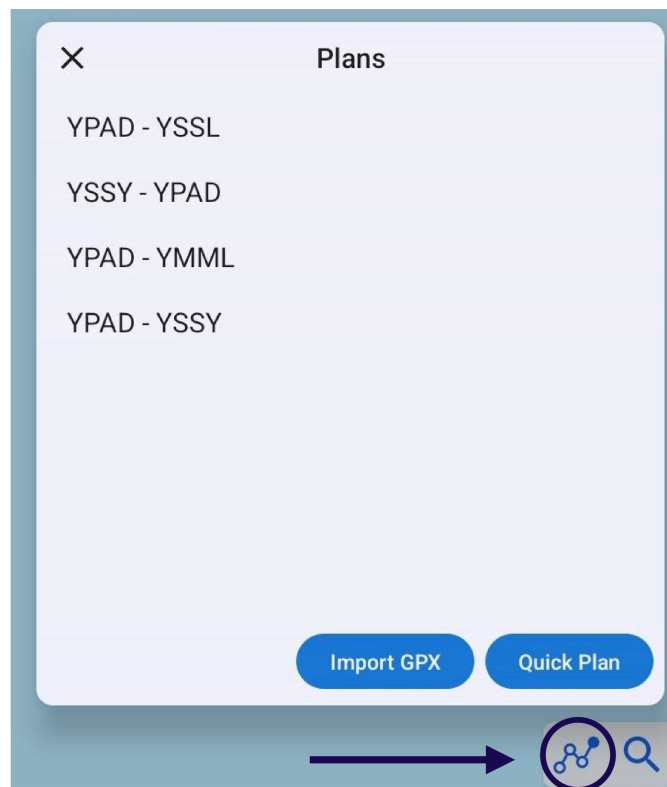 Plans
YPAD - YSSL
YSSY - YPAD
YPAD - YMML
YPAD - YSSY
Import GPX
Quick Plan